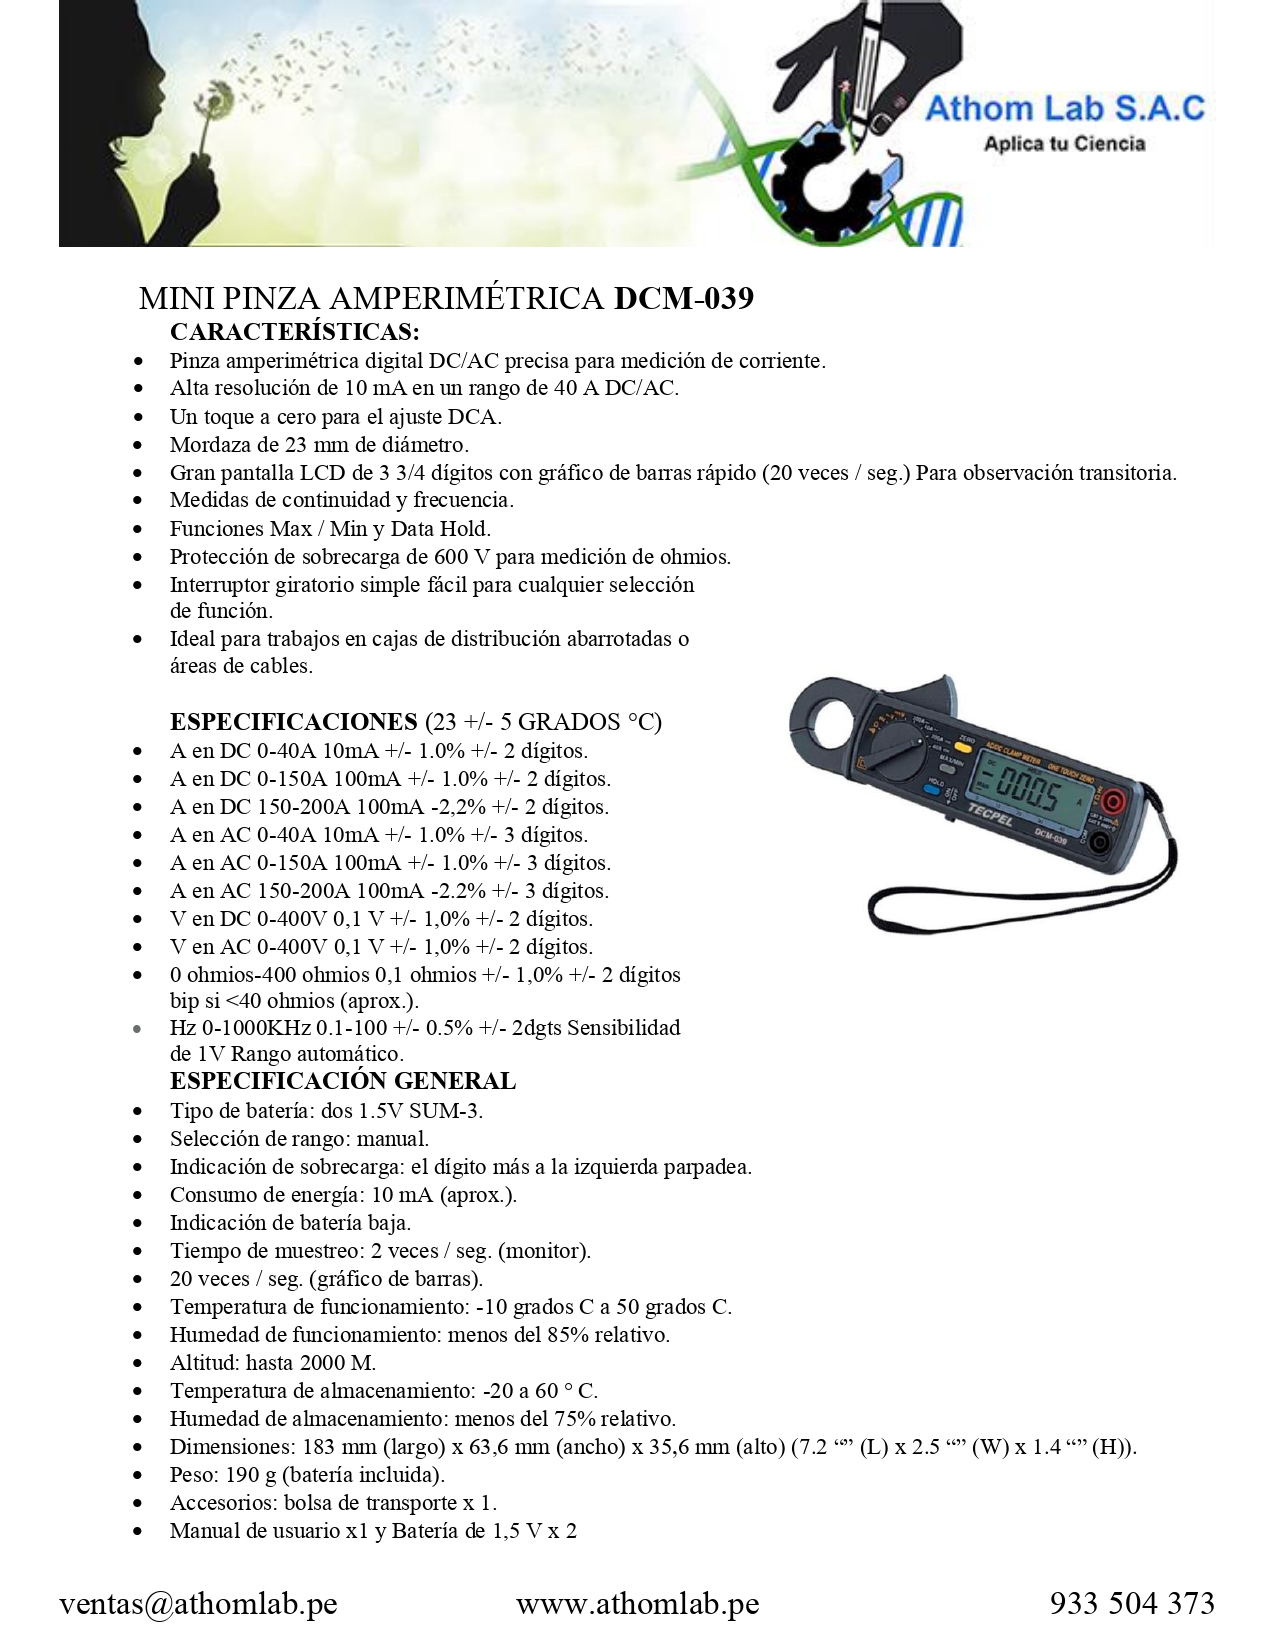 Athom Lab S.A.C
Aplica tu Ciencia
MINI PINZA AMPERIMÉTRICA DCM-039
CARACTERÍSTICAS:
• Pinza amperimétrica digital DC/AC precisa para medición de corriente.
• Alta resolución de 10 mA en un rango de 40 A DC/AC.
• Un toque a cero para el ajuste DCA.
• Mordaza de 23 mm de diámetro.
• Gran pantalla LCD de 3 3/4 dígitos con gráfico de barras rápido (20 veces / seg.) Para observación transitoria.
• Medidas de continuidad y frecuencia.
• Funciones Max / Min y Data Hold.
• Protección de sobrecarga de 600 V para medición de ohmios.
• Interruptor giratorio simple fácil para cualquier selección
de función.
• Ideal para trabajos en cajas de distribución abarrotadas o
áreas de cables.
ESPECIFICACIONES (23 +/- 5 GRADOS °C)
• A en DC 0-40A 10mA +/- 1.0% +/- 2 dígitos.
• A en DC 0-150A 100mA +/- 1.0% +/- 2 dígitos.
• A en DC 150-200A 100mA -2,2% +/- 2 dígitos.
• A en AC 0-40A 10mA +/- 1.0% +/- 3 dígitos.
• A en AC 0-150A 100mA +/- 1.0% +/- 3 dígitos.
• A en AC 150-200A 100mA -2.2% +/- 3 dígitos.
• V en DC 0-400V 0,1 V +/- 1,0% +/- 2 dígitos.
• V en AC 0-400V 0,1 V +/- 1,0% +/- 2 dígitos.
• 0 ohmios-400 ohmios 0,1 ohmios +/- 1,0% +/- 2 dígitos
bip si <40 ohmios (aprox.).
• Hz 0-1000KHz 0.1-100 +/- 0.5% +/- 2dgts Sensibilidad
de 1V Rango automático.
200A
40A
200A
40A
ZERO
MAX/MIN
HOLD
AC/DC CLAMP METER ONE TOUCH ZERO
-000.5 A
TECPEL
DCM-039
COM
ESPECIFICACIÓN GENERAL
• Tipo de batería: dos 1.5V SUM-3.
• Selección de rango: manual.
• Indicación de sobrecarga: el dígito más a la izquierda parpadea.
• Consumo de energía: 10 mA (aprox.).
• Indicación de batería baja.
• Tiempo de muestreo: 2 veces / seg. (monitor).
• 20 veces / seg. (gráfico de barras).
• Temperatura de funcionamiento: -10 grados C a 50 grados C.
• Humedad de funcionamiento: menos del 85% relativo.
• Altitud: hasta 2000 M.
• Temperatura de almacenamiento: -20 a 60 ° C.
• Humedad de almacenamiento: menos del 75% relativo.
• Dimensiones: 183 mm (largo) x 63,6 mm (ancho) x 35,6 mm (alto) (7.2 “” (L) x 2.5 “” (W) x 1.4 “” (H)).
• Peso: 190 g (batería incluida).
• Accesorios: bolsa de transporte x 1.
• Manual de usuario x1 y Batería de 1,5 V x 2
ventas@athomlab.pe www.athomlab.pe 933 504 373